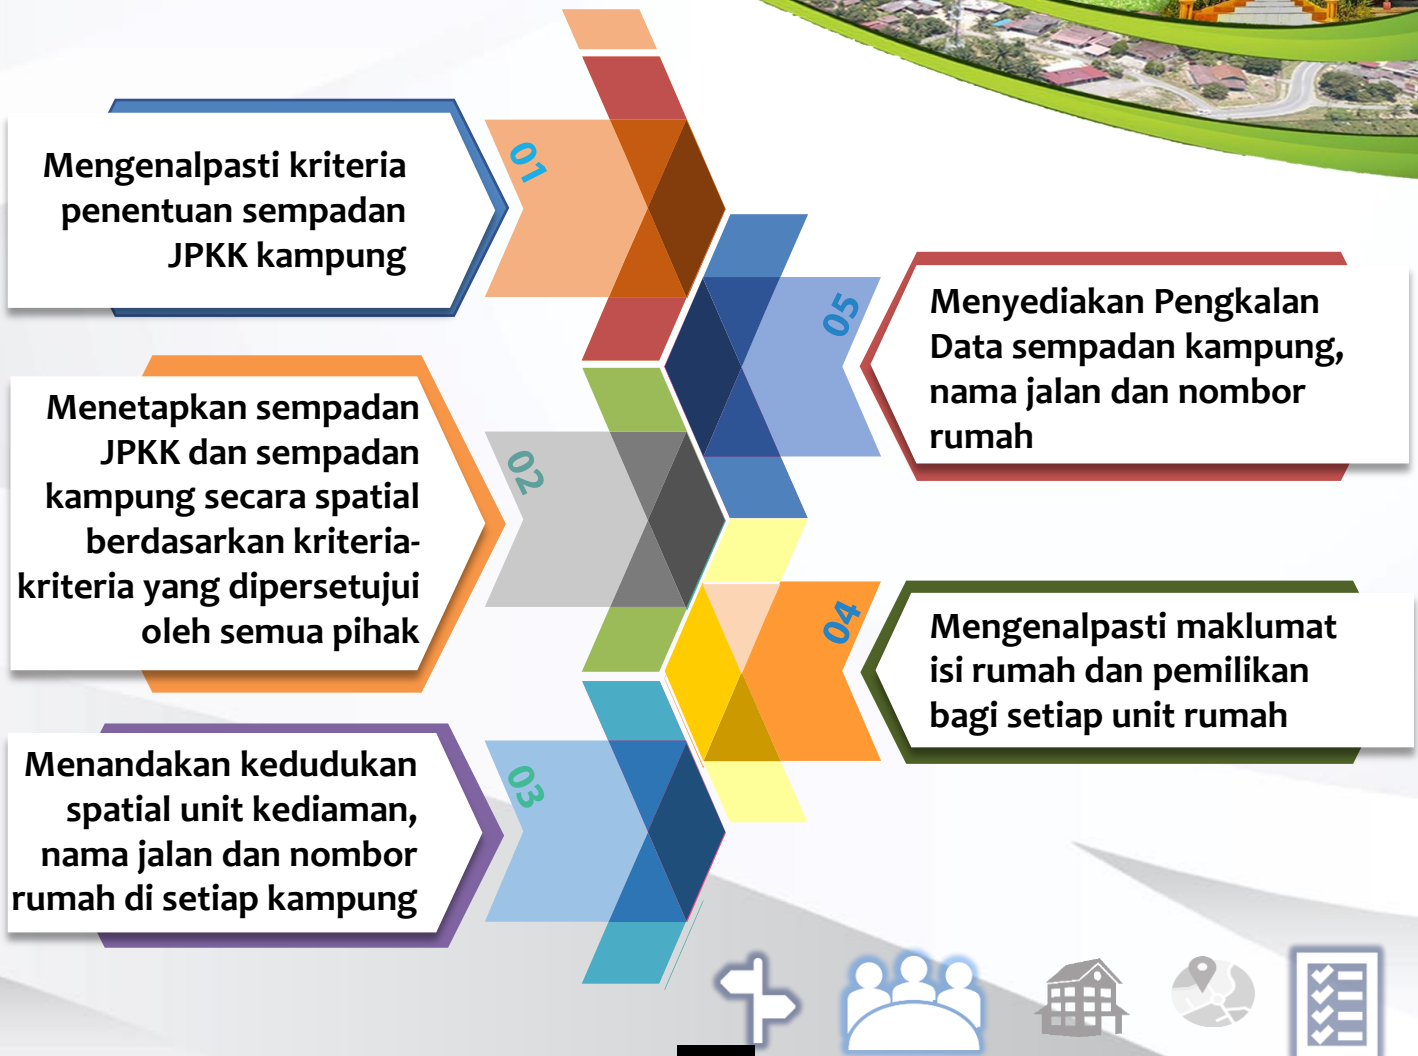 01
Mengenalpasti kriteria
penentuan sempadan
JPKK kampung
02
Menetapkan sempadan
JPKK dan sempadan
kampung secara spatial
berdasarkan kriteria-
kriteria yang dipersetujui
oleh semua pihak
03
Menandakan kedudukan
spatial unit kediaman,
nama jalan dan nombor
rumah di setiap kampung
04
Mengenalpasti maklumat
isi rumah dan pemilikan
bagi setiap unit rumah
05
Menyediakan Pengkalan
Data sempadan kampung,
nama jalan dan nombor
rumah